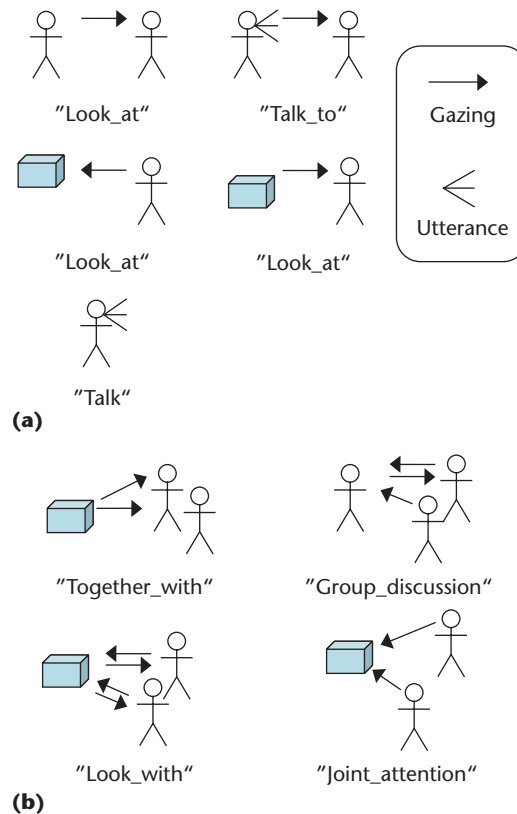 "Look_at“
"Talk_to“
Gazing
"Look_at“
"Look_at“
Utterance
"Talk“
(a)
"Together_with“
"Group_discussion“
"Look_with“
"Joint_attention“
(b)